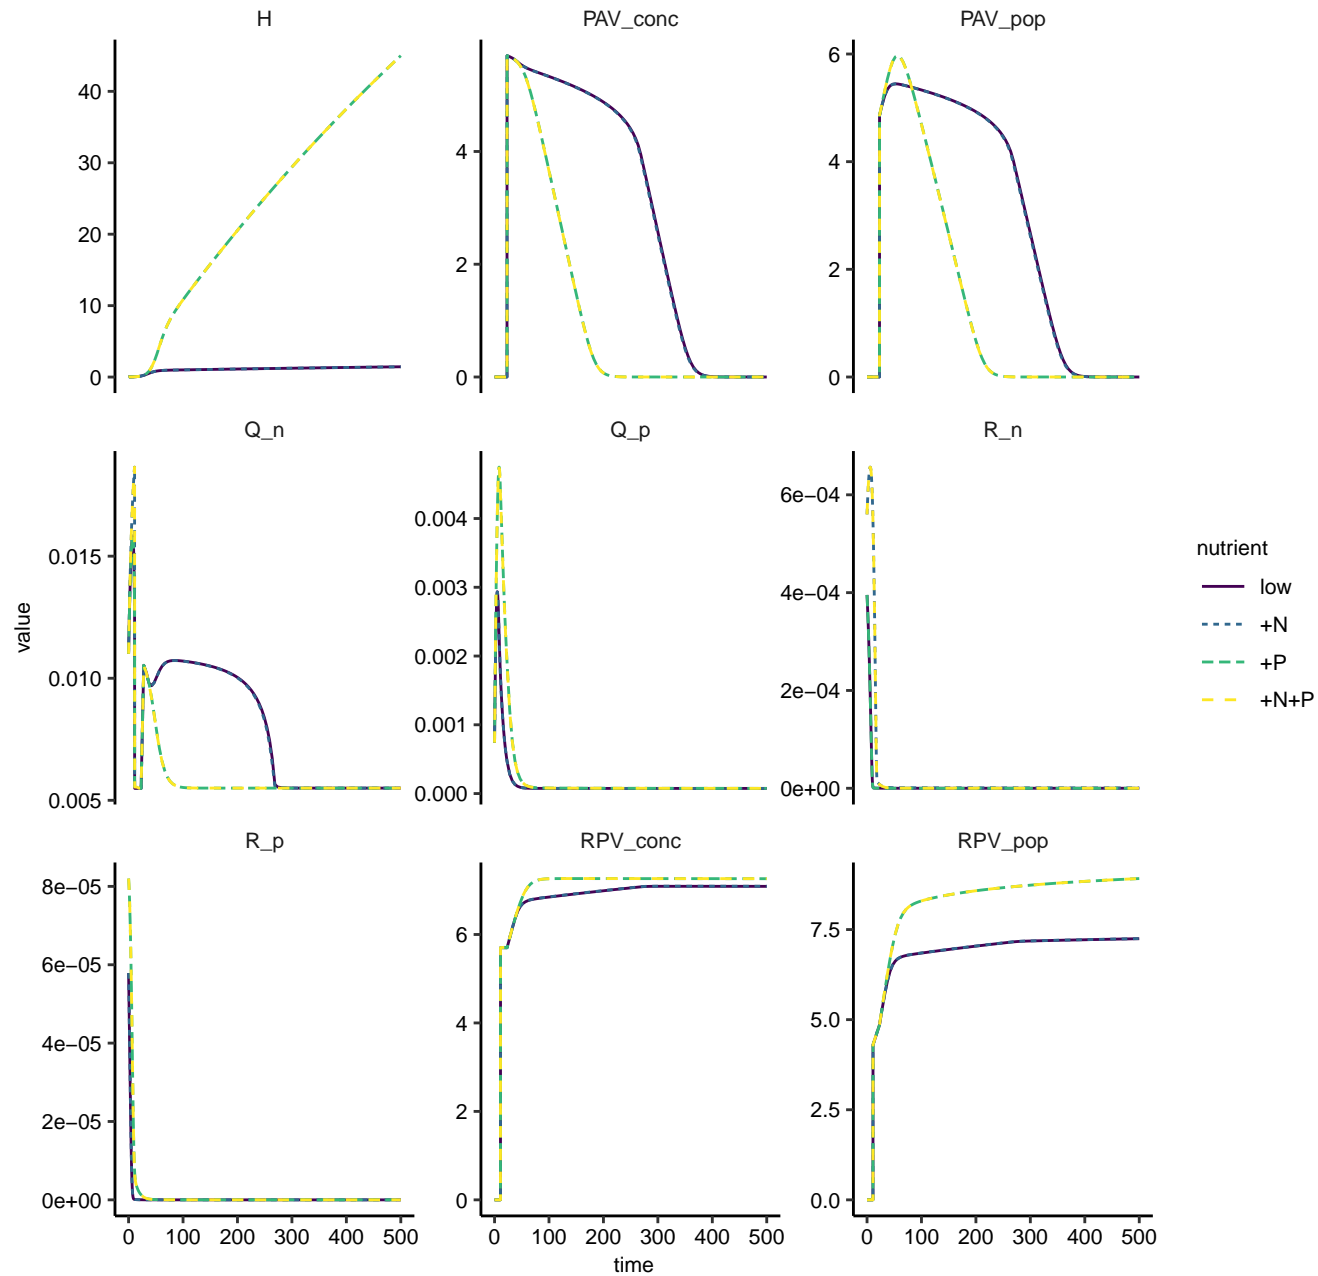 H
PAV_conc
PAV_pop
40
30
20
10
0
4
2
0
6
4
2
0
Q_n
Q_p
R_n
0.015
0.010
0.005
0.004
0.003
0.002
0.001
0.000
6e−04
4e−04
2e−04
0e+00
R_p
RPV_conc
RPV_pop
8e−05
6e−05
4e−05
2e−05
0e+00
6
4
2
0
7.5
5.0
2.5
0.0
0 100 200 300 400 500
0 100 200 300 400 500
0 100 200 300 400 500
time
value
nutrient
low
+N
+P
+N+P